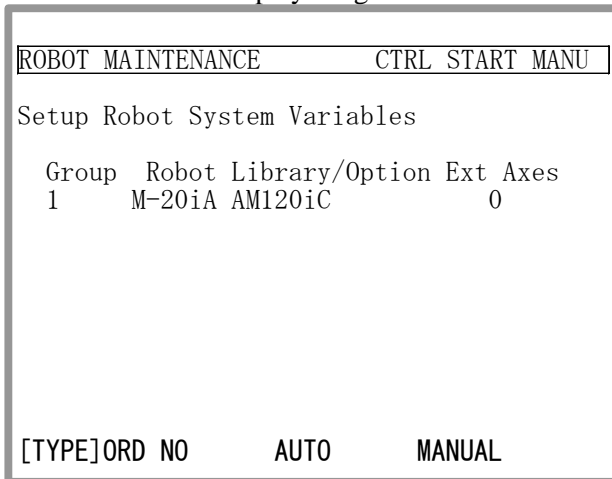 ROBOT MAINTENANCE CTRL START MANU
Setup Robot System Variables
Group Robot Library/Option Ext Axes
1 M-20iA AM120iC 0
[TYPE]ORD NO AUTO MANUAL